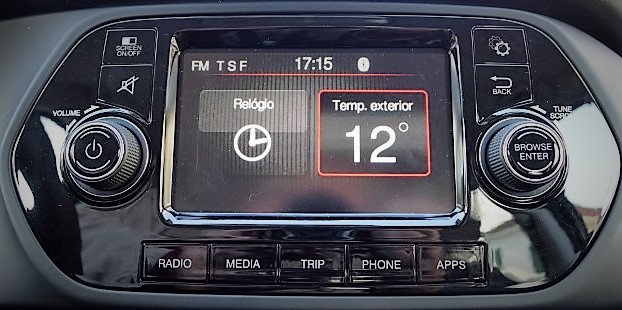 SCREEN
ON/OFF
FM TSF 17:15
BACK
VOLUME
TUNE
SCROLL
Relógio
Temp. exterior
12°
BROWSE
ENTER
RADIO MEDIA TRIP PHONE APPS